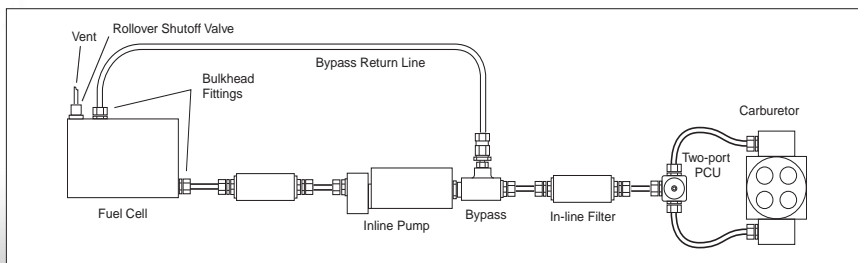 Rollover Shutoff Valve
Vent
Bypass Return Line
Bulkhead
Fittings
Carburetor
Two-port
PCU
Fuel Cell
Inline Pump
Bypass
In-line Filter